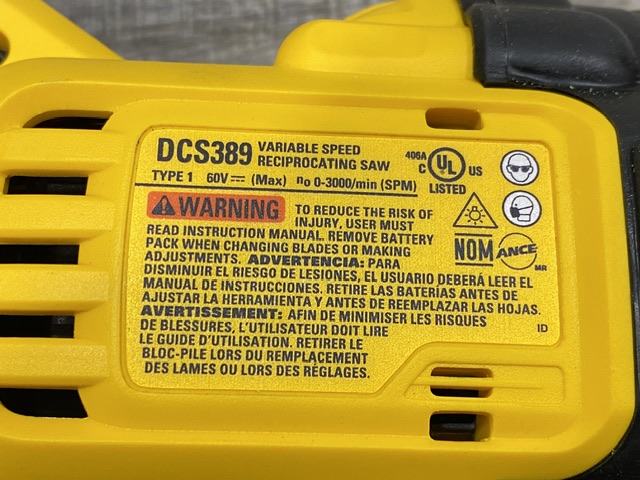 DCS389 VARIABLE SPEED
RECIPROCATING SAW
TYPE 1 60V⎓ (Max) no 0-3000/min (SPM)
406A
C UL US
LISTED
⚠WARNING TO REDUCE THE RISK OF
INJURY, USER MUST
READ INSTRUCTION MANUAL. REMOVE BATTERY
PACK WHEN CHANGING BLADES OR MAKING
ADJUSTMENTS. ADVERTENCIA: PARA
DISMINUIR EL RIESGO DE LESIONES, EL USUARIO DEBERÁ LEER EL
MANUAL DE INSTRUCCIONES. RETIRE LAS BATERÍAS ANTES DE
AJUSTAR LA HERRAMIENTA Y ANTES DE REEMPLAZAR LAS HOJAS.
AVERTISSEMENT: AFIN DE MINIMISER LES RISQUES
DE BLESSURES, L'UTILISATEUR DOIT LIRE
LE GUIDE D'UTILISATION. RETIRER LE
BLOC-PILE LORS DU REMPLACEMENT
DES LAMES OU LORS DES RÉGLAGES.
NOM ANCE
MR
ID